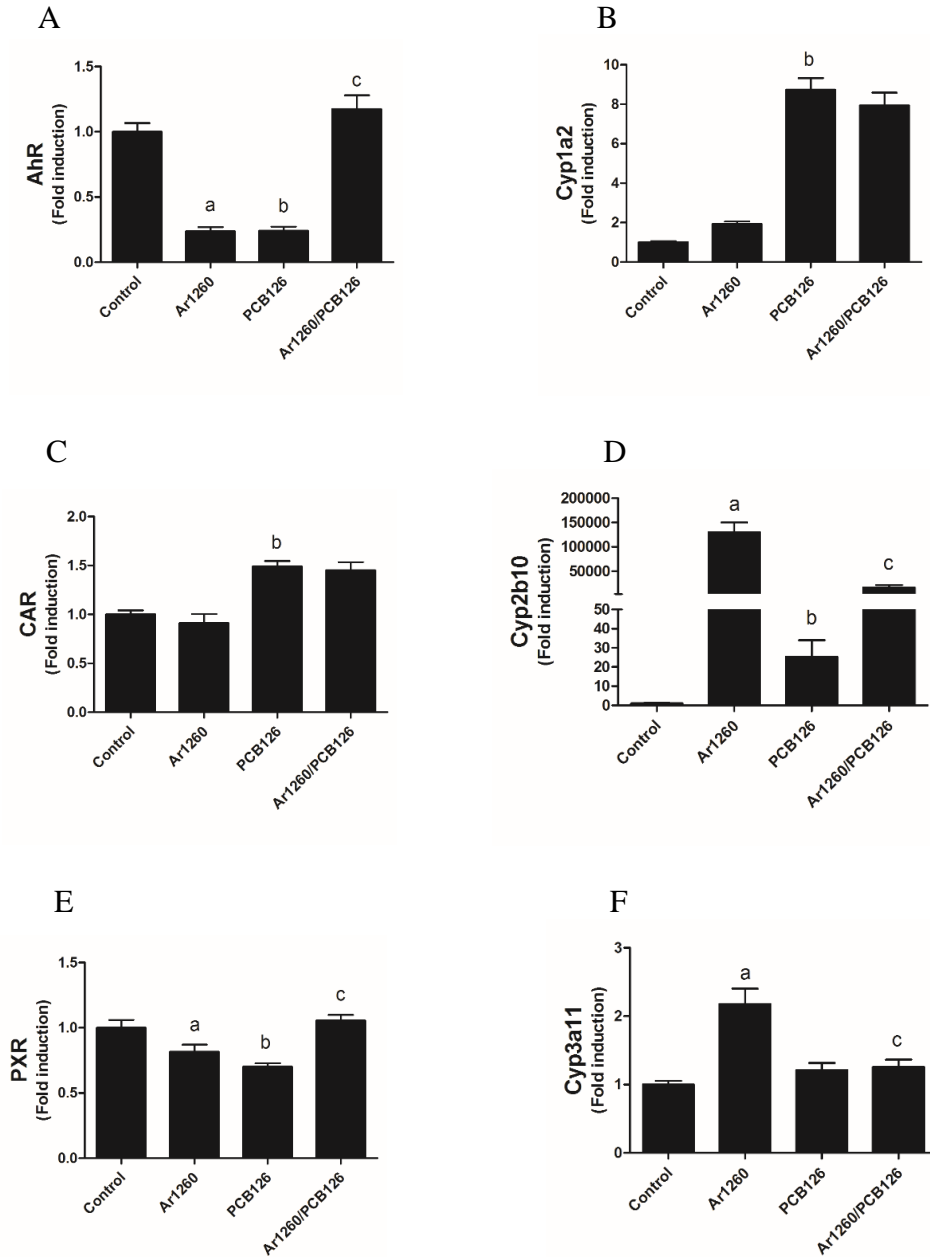 A
AhR
(Fold induction)
1.5
1.0
0.5
0.0
a
b
c
Control
Ar1260
PCB126
Ar1260/PCB126
B
Cyp1a2
(Fold induction)
10
8
6
4
2
0
b
Control
Ar1260
PCB126
Ar1260/PCB126
C
CAR
(Fold induction)
2.0
1.5
1.0
0.5
0.0
b
Control
Ar1260
PCB126
Ar1260/PCB126
D
Cyp2b10
(Fold induction)
200000
150000
100000
50000
50
40
30
20
10
0
a
b
c
Control
Ar1260
PCB126
Ar1260/PCB126
E
PXR
(Fold induction)
1.5
1.0
0.5
0.0
a
b
c
Control
Ar1260
PCB126
Ar1260/PCB126
F
Cyp3a11
(Fold induction)
3
2
1
0
a
c
Control
Ar1260
PCB126
Ar1260/PCB126